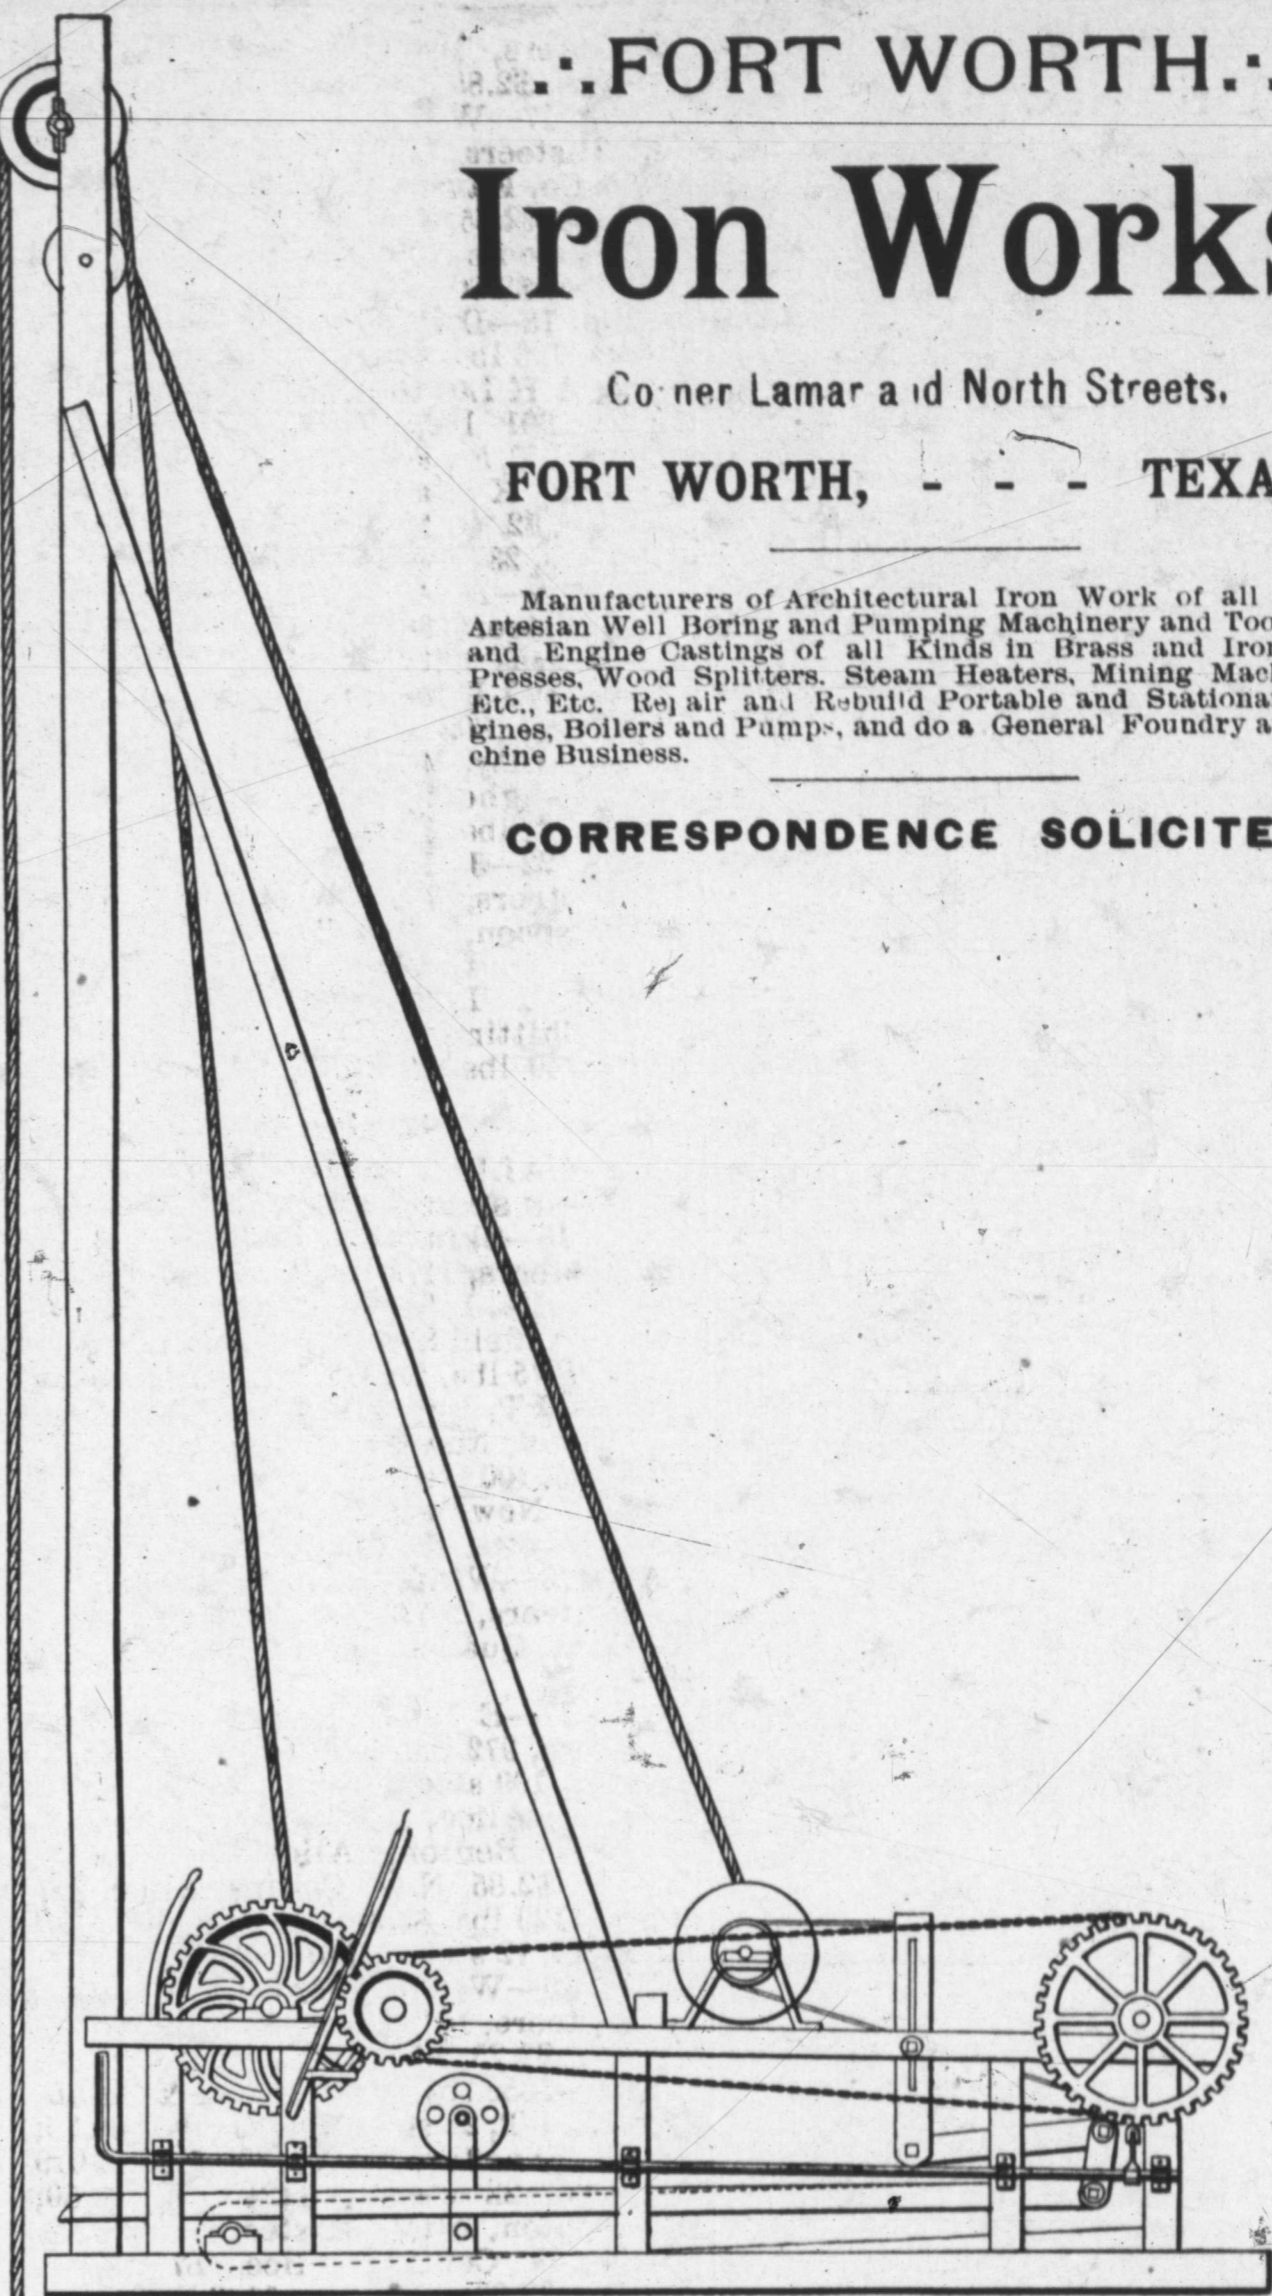 .·.FORT WORTH.·.
Iron Works
Co ner Lamar a d North Streets.
FORT WORTH, - - - TEXA
Manufacturers of Architectural Iron Work of all
Artesian Well Boring and Pumping Machinery and Too
and Engine Castings of all Kinds in Brass and Iron
Presses, Wood Splitters. Steam Heaters, Mining Mach
Etc., Etc. Repair and Rebuild Portable and Stationa
gines, Boilers and Pumps, and do a General Foundry a
chine Business.
CORRESPONDENCE SOLICITE